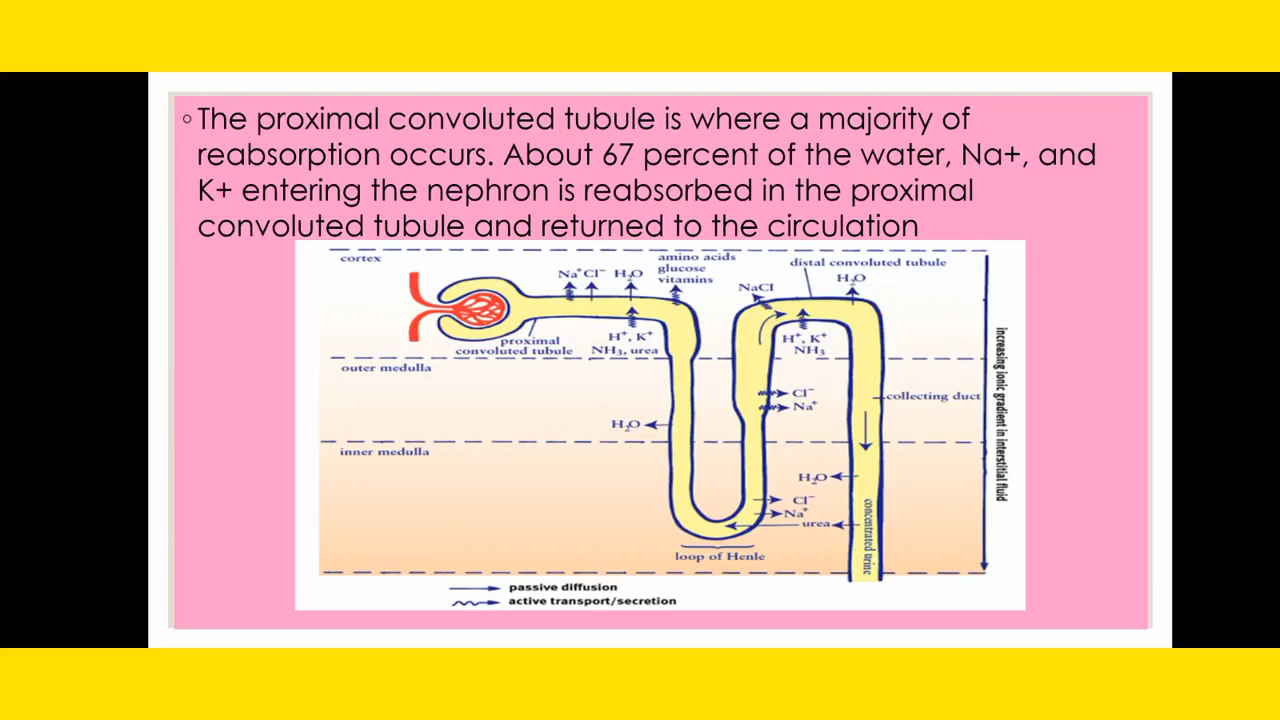 ◦ The proximal convoluted tubule is where a majority of
reabsorption occurs. About 67 percent of the water, Na+, and
K+ entering the nephron is reabsorbed in the proximal
convoluted tubule and returned to the circulation
cortex
Na⁺ Cl⁻ H₂O
amino acids
glucose
vitamins
NaCl
distal convoluted tubule
H₂O
proximal
convoluted tubule
H⁺, K⁺
NH₃, urea
H⁺, K⁺
NH₃
outer medulla
Cl⁻
Na⁺
collecting duct
H₂O
inner medulla
H₂O
Cl⁻
Na⁺
urea
loop of Henle
concentrated urine
increasing ionic gradient in interstitial fluid
passive diffusion
active transport/secretion